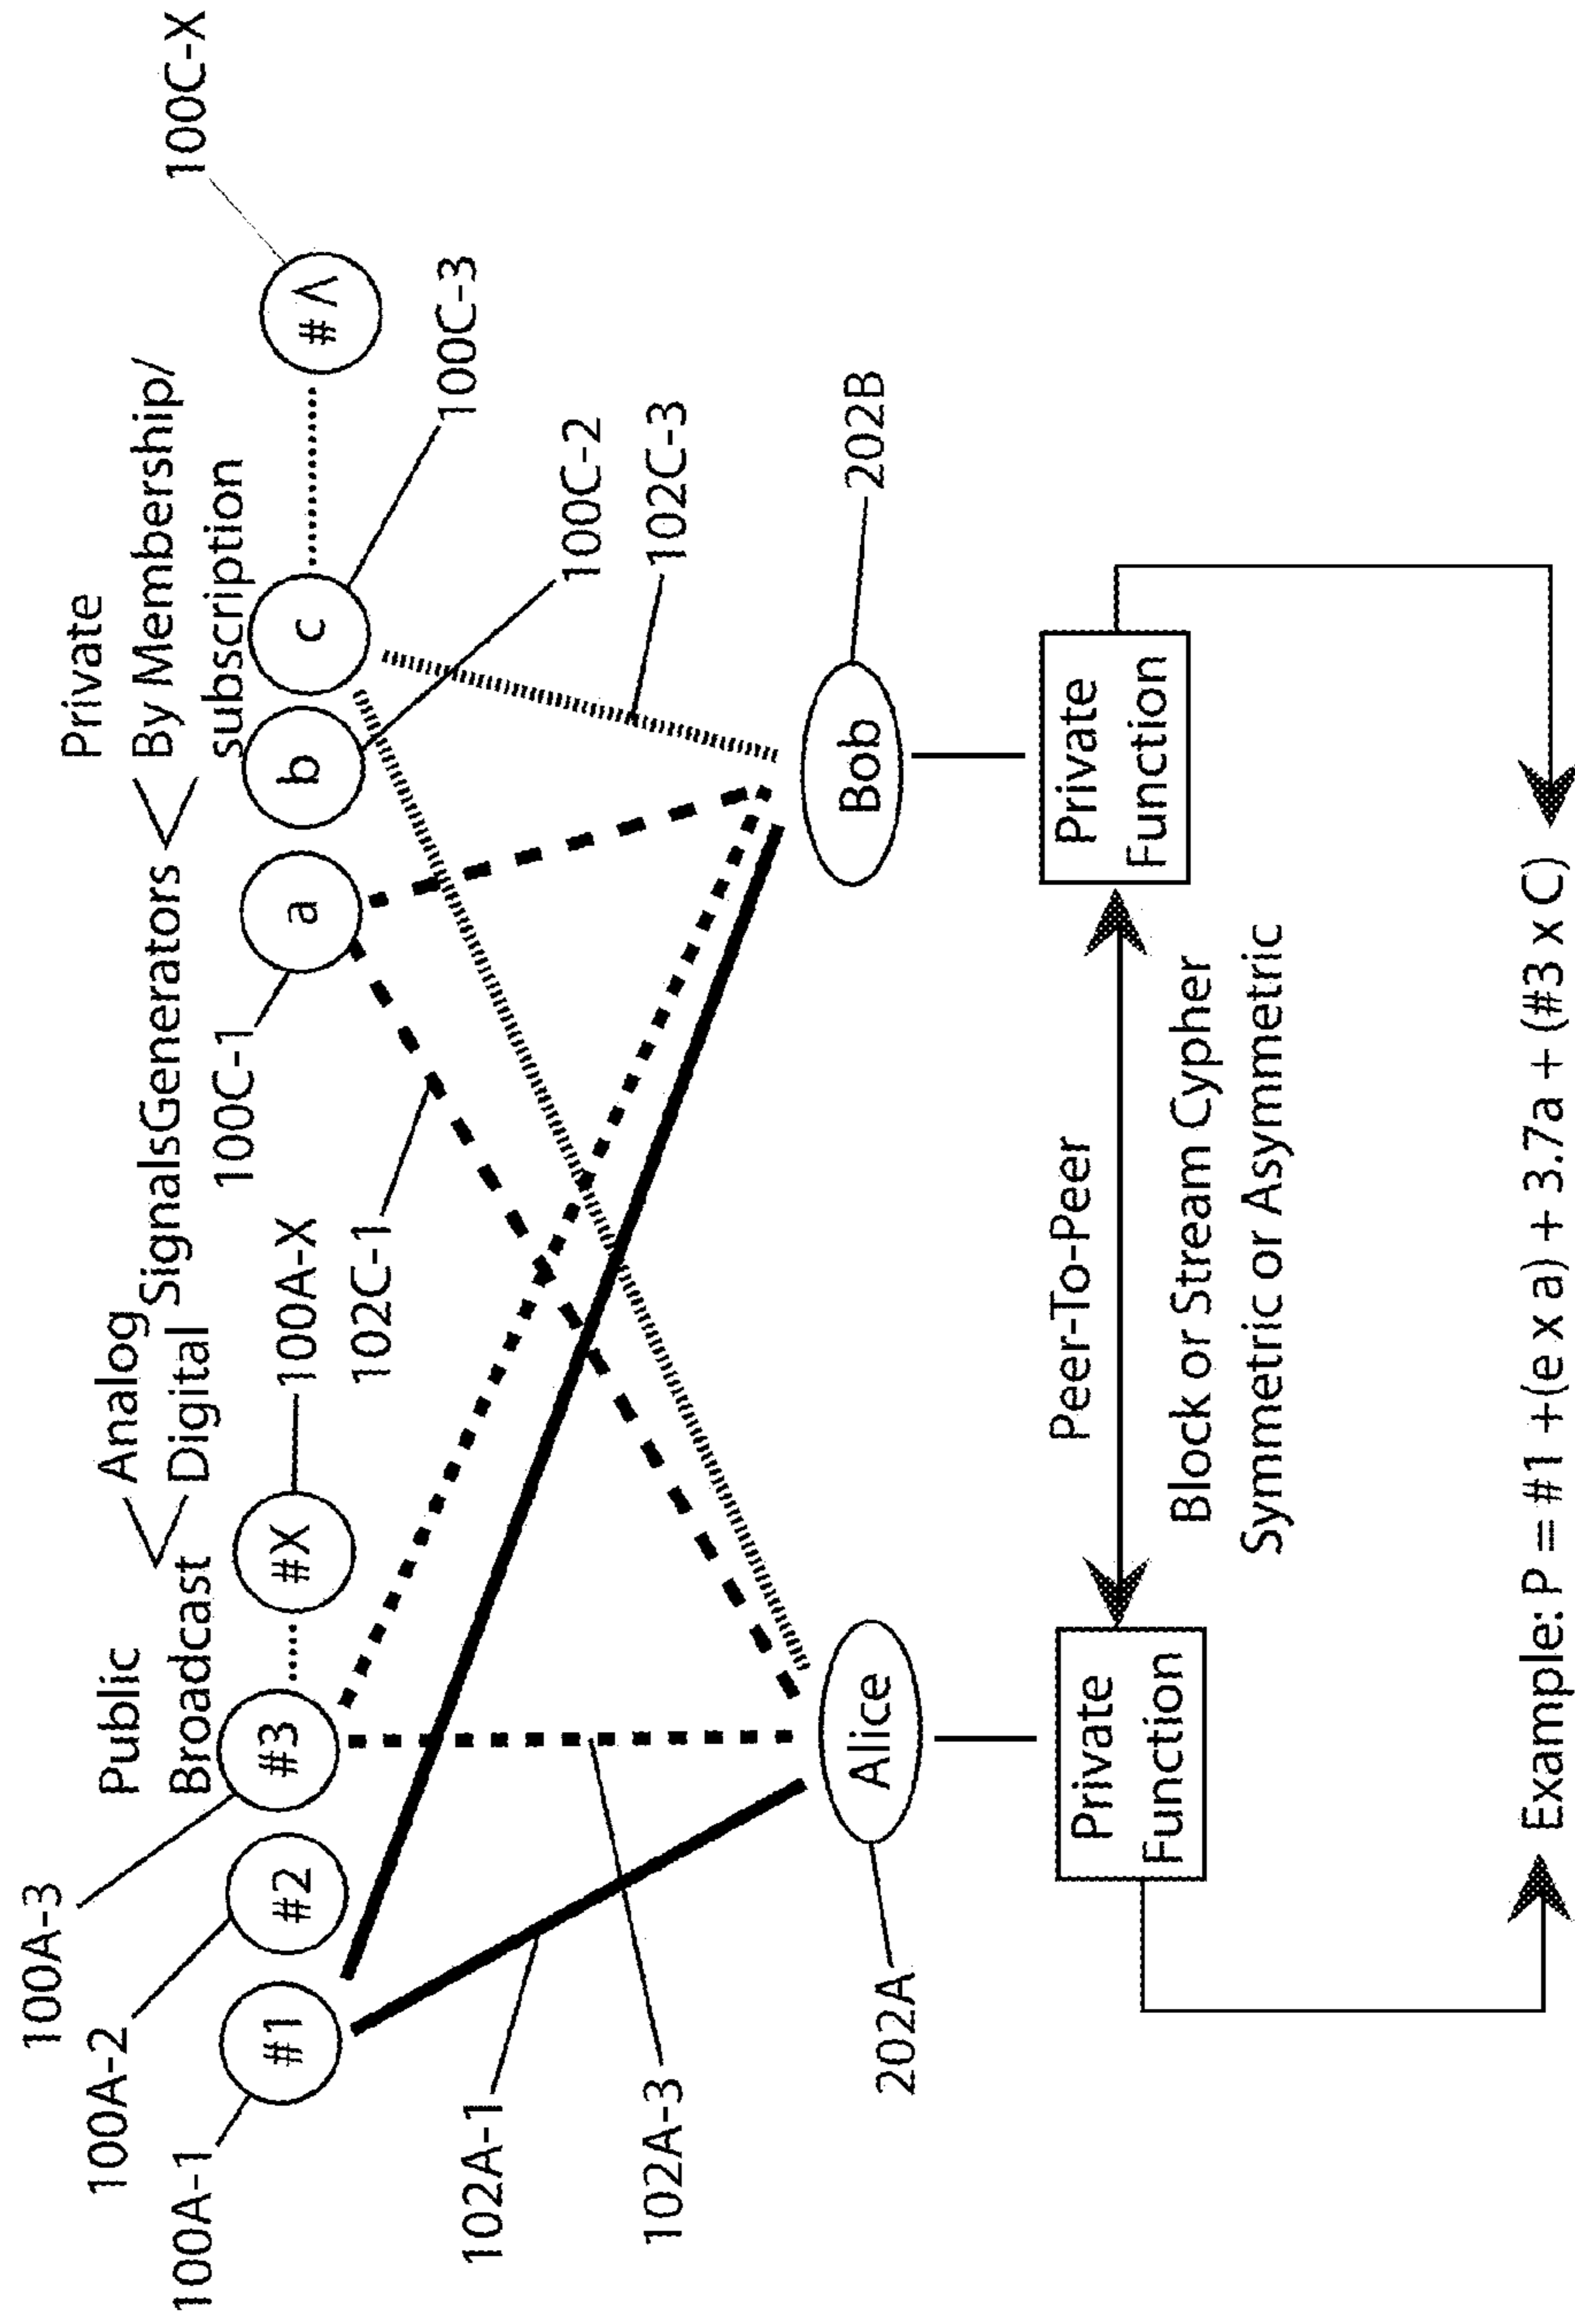 Public
Broadcast
Analog
Digital
SignalsGenerators
Private
By Membership/
subscription
100A-1
100A-2
100A-3
100A-X
100C-1
100C-2
100C-3
100C-X
#1
#2
#3
#X
a
b
c
#Λ
102A-1
102A-3
102C-1
102C-3
202A
Alice
Bob
202B
Private
Function
Peer-To-Peer
Block or Stream Cypher
Symmetric or Asymmetric
Private
Function
Example: P = #1 +(e x a) + 3.7a + (#3 x C)